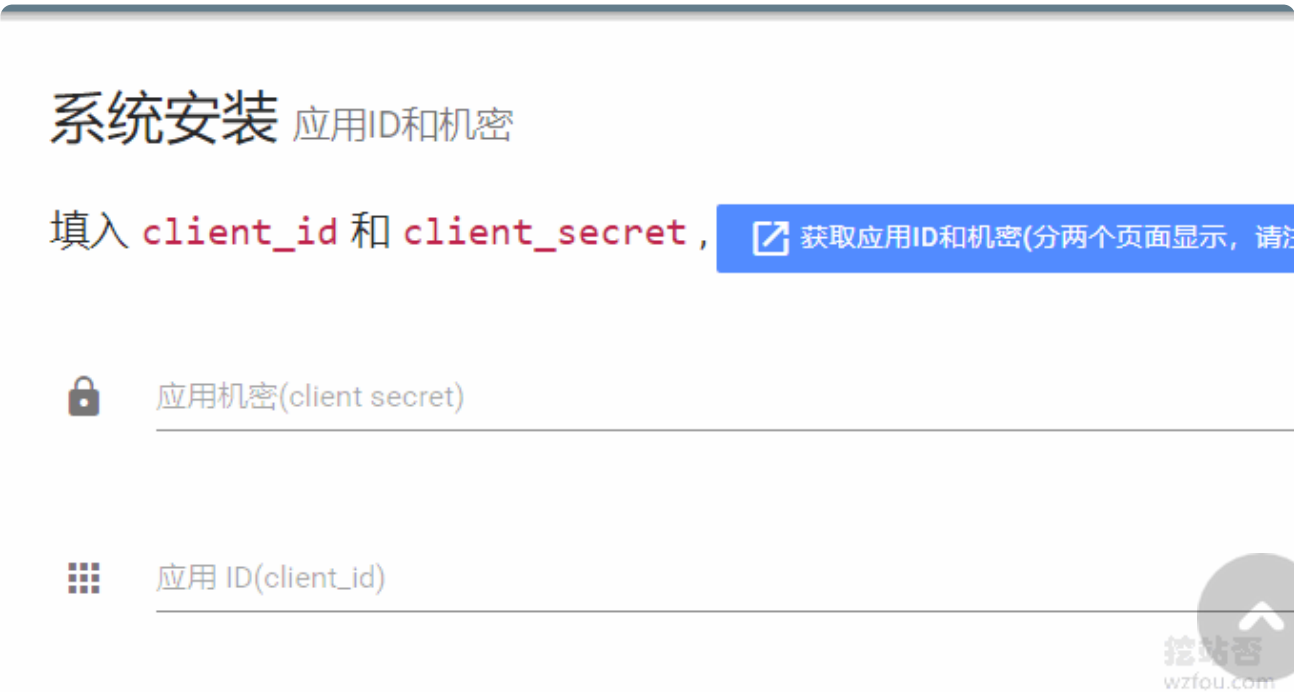 系统安装 应用ID和机密
填入 client_id 和 client_secret , 获取应用ID和机密(分两个页面显示，请
应用机密(client secret)
应用 ID(client_id)
挖站否
wzfou.com